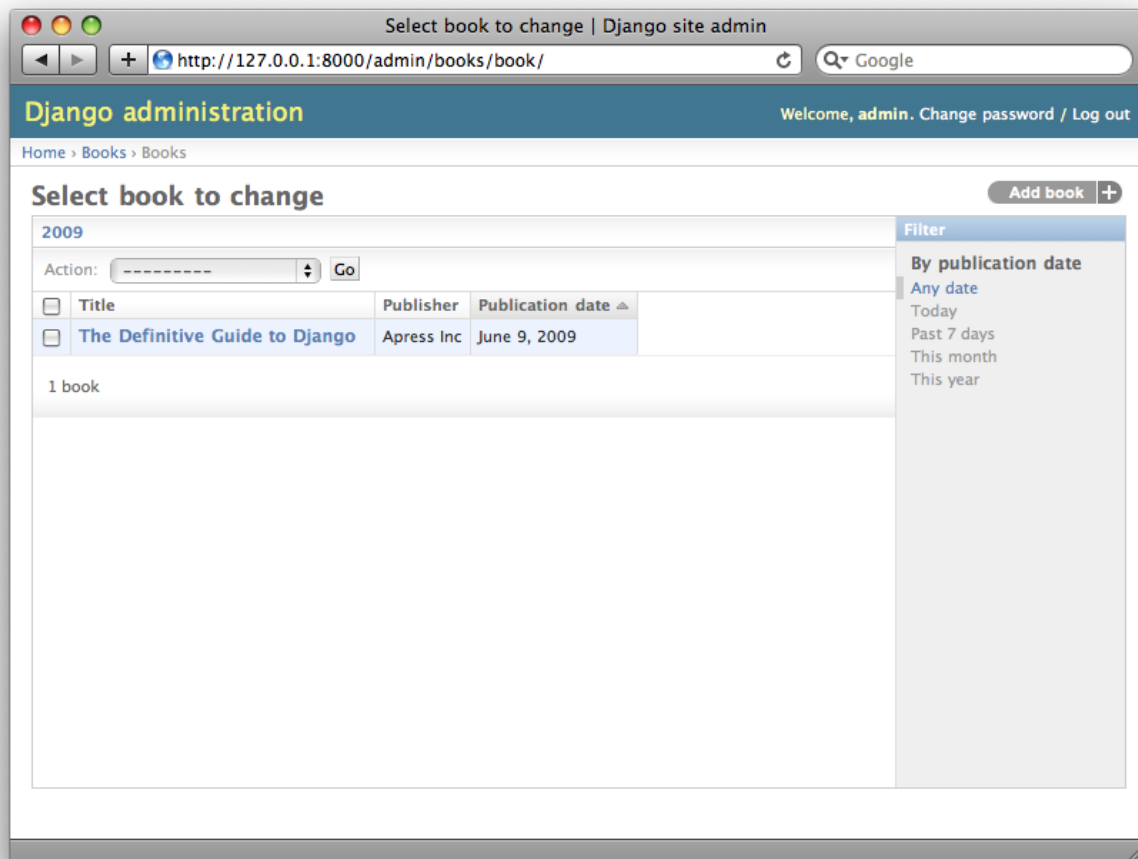 Select book to change | Django site admin
http://127.0.0.1:8000/admin/books/book/
Google
Django administration
Welcome, admin. Change password / Log out
Home › Books › Books
Select book to change
Add book +
2009
Filter
Action: --------- Go
By publication date
Any date
Today
Past 7 days
This month
This year
Title Publisher Publication date
The Definitive Guide to Django Apress Inc June 9, 2009
1 book